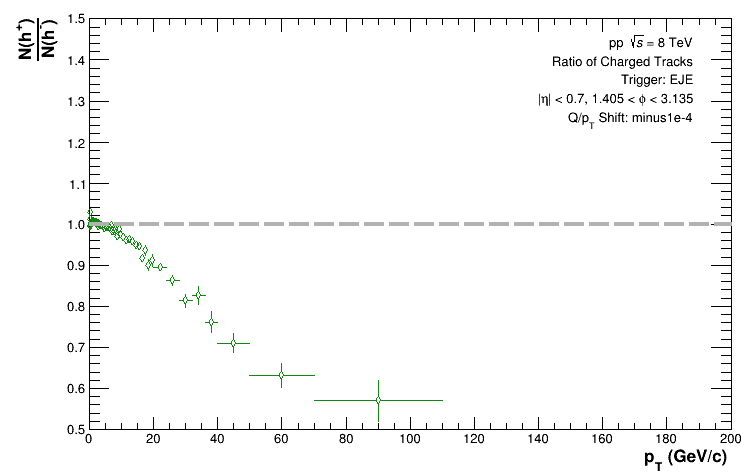 N(h⁺)
N(h⁻)
1.5
1.4
1.3
1.2
1.1
1.0
0.9
0.8
0.7
0.6
0.5
pp √s = 8 TeV
Ratio of Charged Tracks
Trigger: EJE
|η| < 0.7, 1.405 < ϕ < 3.135
Q/p_T Shift: minus1e-4
0 20 40 60 80 100 120 140 160 180 200
p_T (GeV/c)